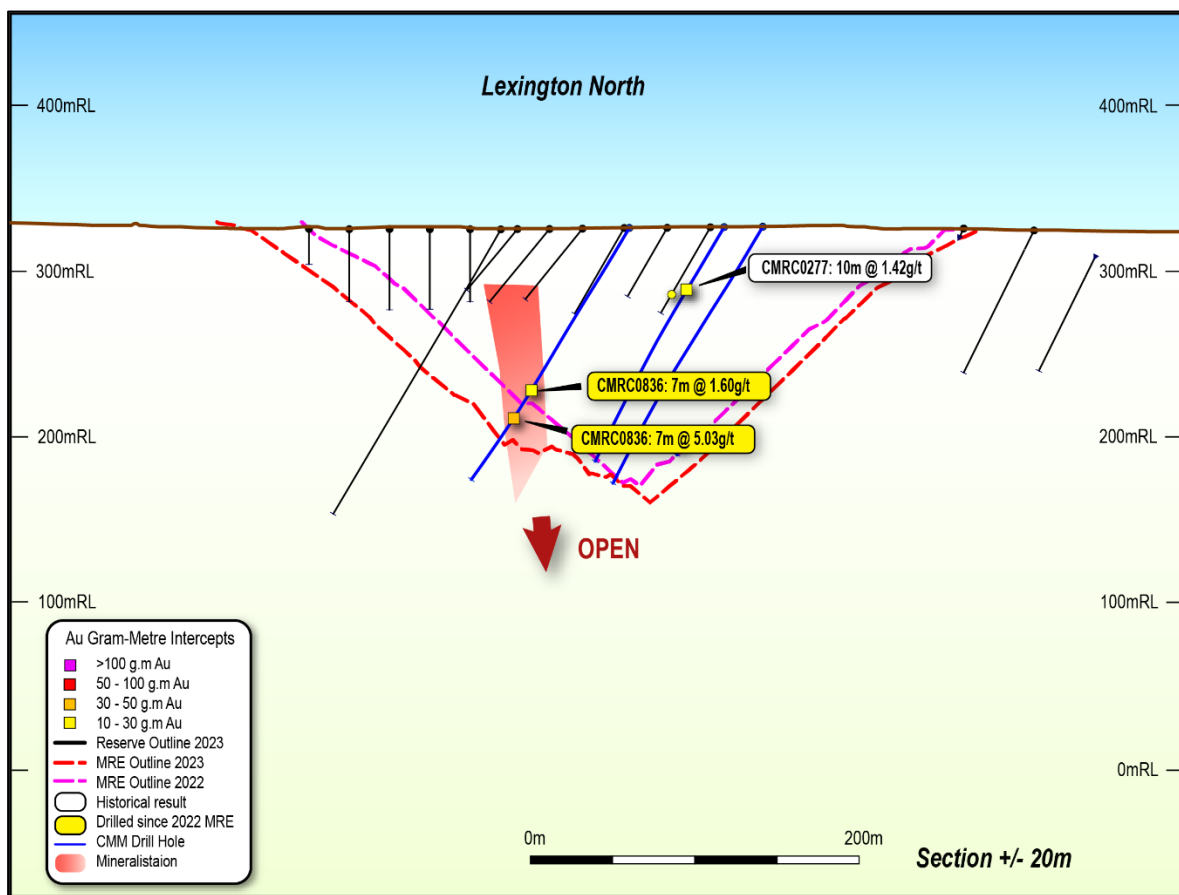 Lexington North
400mRL
400mRL
300mRL
300mRL
CMRC0277: 10m @ 1.42g/t
CMRC0836: 7m @ 1.60g/t
200mRL
CMRC0836: 7m @ 5.03g/t
200mRL
OPEN
100mRL
100mRL
Au Gram-Metre Intercepts
>100 g.m Au
50 - 100 g.m Au
30 - 50 g.m Au
10 - 30 g.m Au
Reserve Outline 2023
MRE Outline 2023
MRE Outline 2022
Historical result
Drilled since 2022 MRE
CMM Drill Hole
Mineralistaion
0mRL
0m
200m
Section +/- 20m